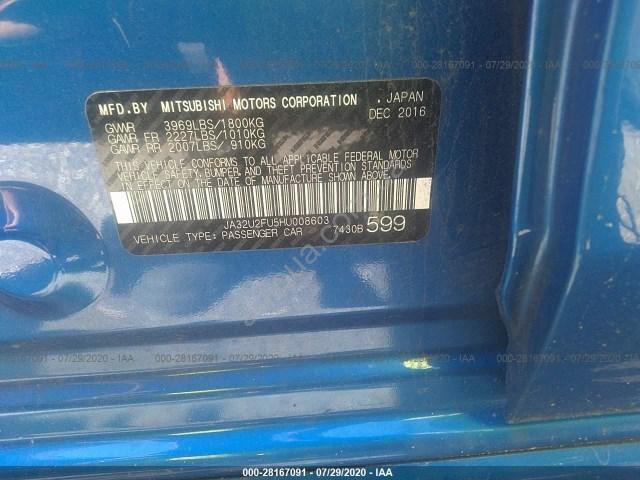 MFD.BY MITSUBISHI MOTORS CORPORATION , JAPAN
GVWR 3969LBS/1800KG DEC 2016
GAWR FR 2227LBS/1010KG
GAWR RR 2007LBS/ 910KG
THIS VEHICLE CONFORMS TO ALL APPLICABLE FEDERAL MOTOR
VEHICLE SAFETY, BUMPER, AND THEFT PREVENTION STANDARDS
IN EFFECT ON THE DATE OF MANUFACTURE SHOWN ABOVE.
JA32U2FU5HU008603
VEHICLE TYPE: PASSENGER CAR 7430B 599
000-28167091 - 07/29/2020 - IAA